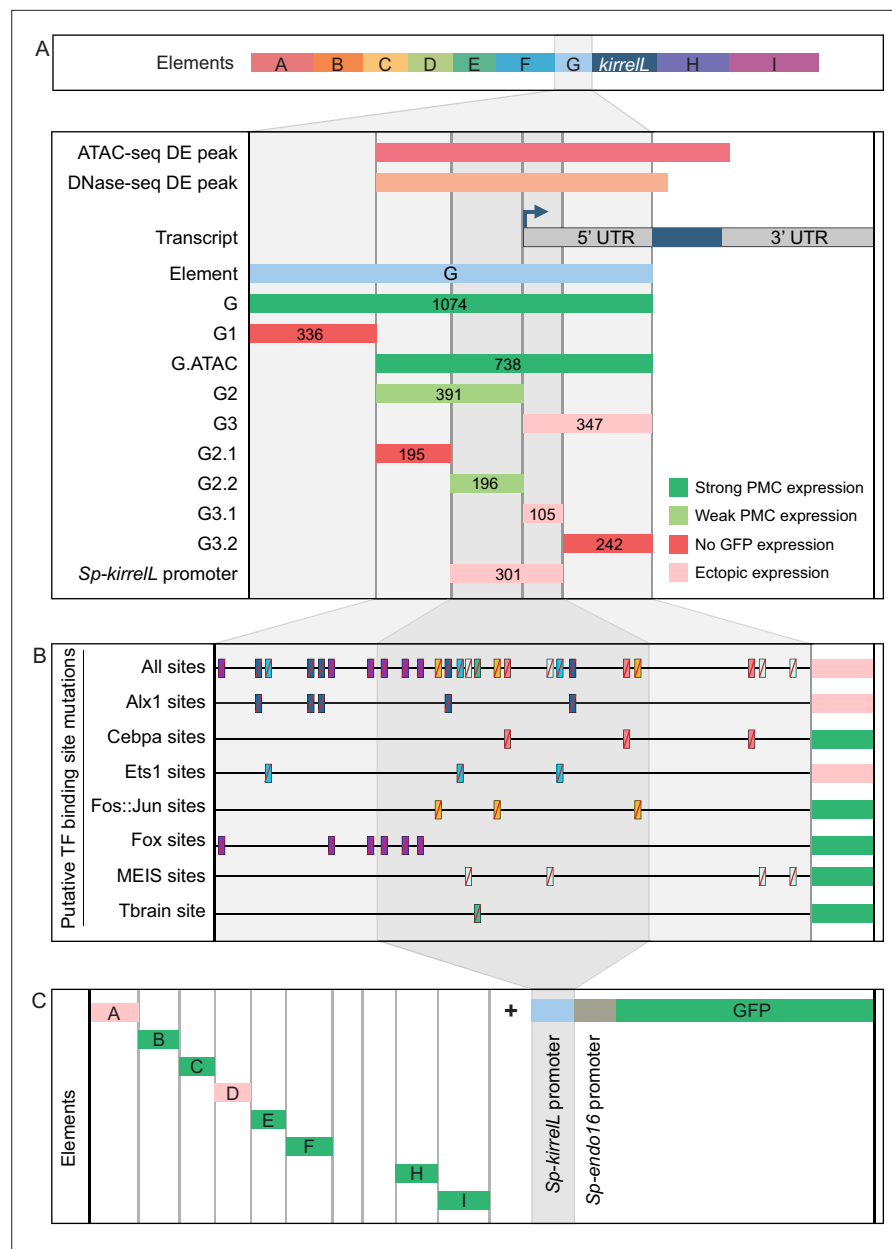 A
Elements A B C D E F G kirrelL H I
ATAC-seq DE peak
DNase-seq DE peak
Transcript 5’ UTR 3’ UTR
Element G
G 1074
G1 336
G.ATAC 738
G2 391
G3 347
G2.1 195
G2.2 196
G3.1 105
G3.2 242
Sp-kirrelL promoter 301
Strong PMC expression
Weak PMC expression
No GFP expression
Ectopic expression
B
Putative TF binding site mutations
All sites
Alx1 sites
Cebpa sites
Ets1 sites
Fos::Jun sites
Fox sites
MEIS sites
Tbrain site
C
Elements
A + GFP
B
C
D
E
F
H
I
Sp-kirrelL promoter
Sp-endo16 promoter